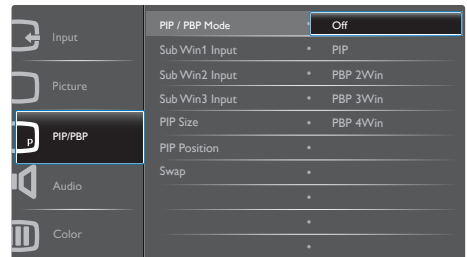 Input
Picture
P
PIP/PBP
Audio
Color
PIP / PBP Mode • Off
Sub Win1 Input • PIP
Sub Win2 Input • PBP 2Win
Sub Win3 Input • PBP 3Win
PIP Size • PBP 4Win
PIP Position •
Swap •
•
•
•